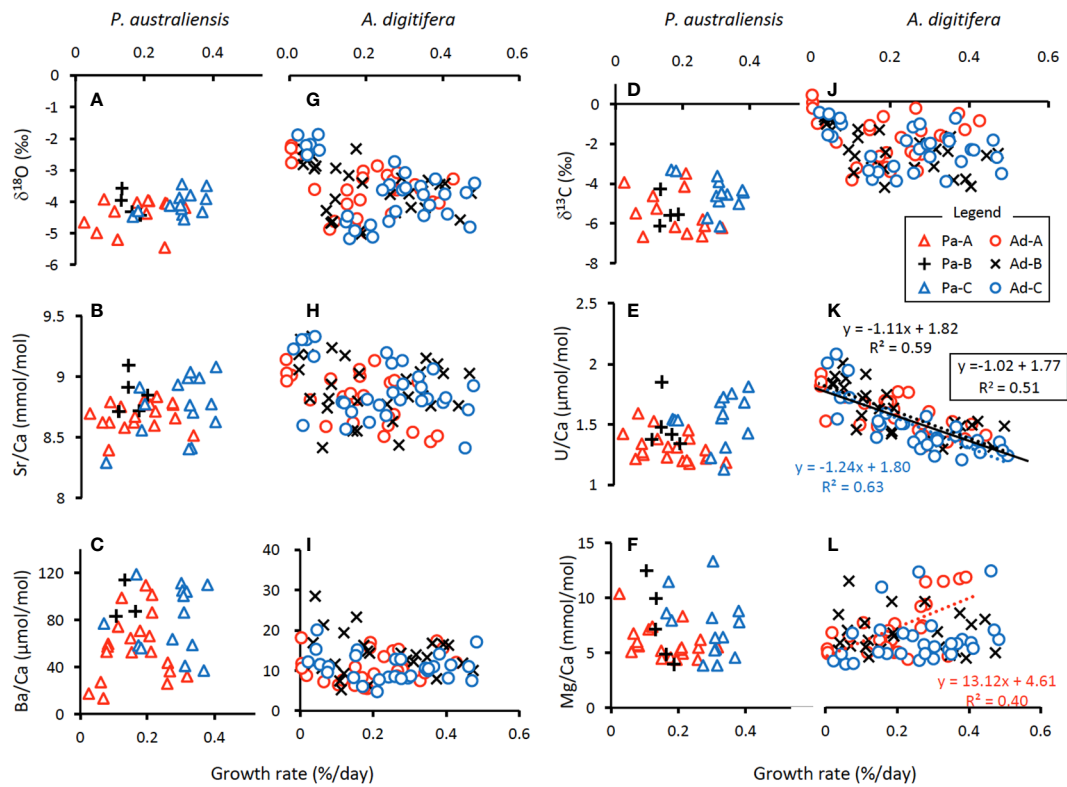 P. australiensis
A. digitifera
P. australiensis
A. digitifera
0 0.2 0.4
0.0 0.2 0.4 0.6
0 0.2 0.4
0 0.2 0.4 0.6
A
G
D
J
δ18O (‰)
0
-1
-2
-3
-4
-5
-6
δ13C (‰)
0
-2
-4
-6
-8
Legend
Pa-A Ad-A
Pa-B Ad-B
Pa-C Ad-C
B
H
E
K
Sr/Ca (mmol/mol)
9.5
9
8.5
8
U/Ca (μmol/mol)
2.5
2
1.5
1
y = -1.11x + 1.82
R² = 0.59
y =-1.02 + 1.77
R² = 0.51
y = -1.24x + 1.80
R² = 0.63
C
I
F
L
Ba/Ca (μmol/mol)
120
80
40
0
40
30
20
10
0
Mg/Ca (mmol/mol)
15
10
5
0
y = 13.12x + 4.61
R² = 0.40
0 0.2 0.4
0 0.2 0.4 0.6
0 0.2 0.4
0 0.2 0.4 0.6
Growth rate (%/day)
Growth rate (%/day)